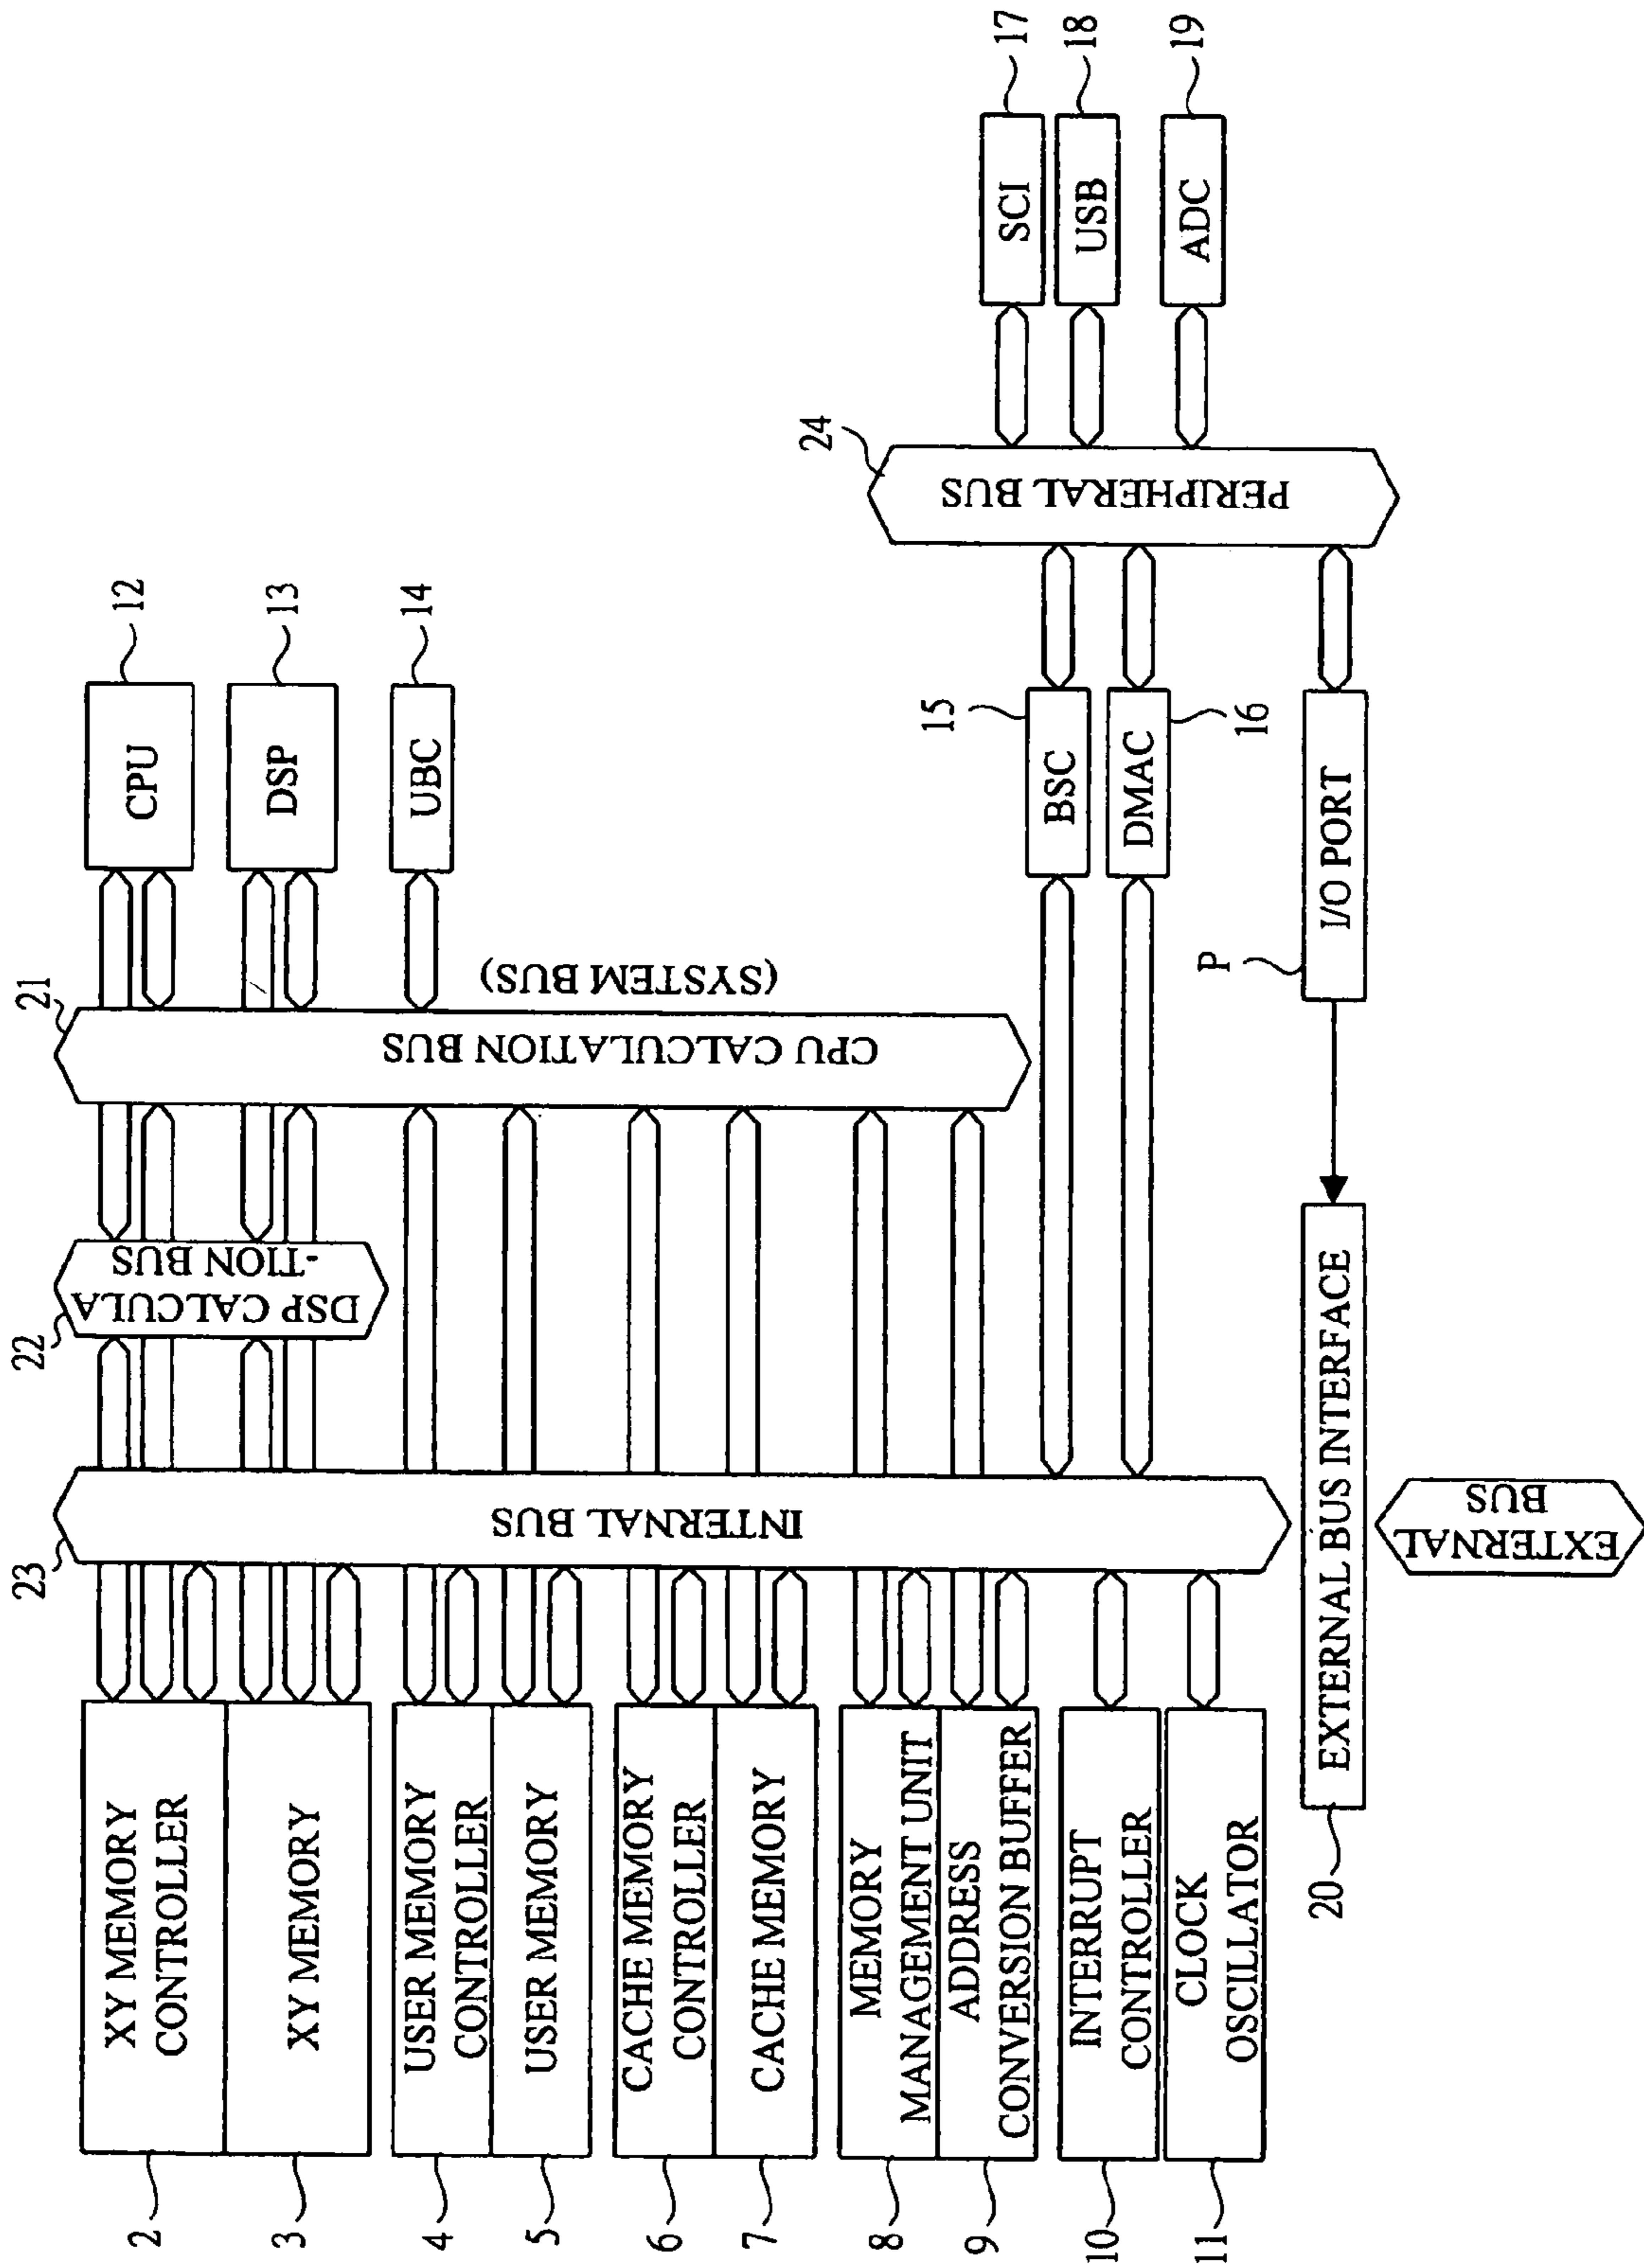 2
XY MEMORY
CONTROLLER
3
XY MEMORY
4
USER MEMORY
CONTROLLER
5
USER MEMORY
6
CACHE MEMORY
CONTROLLER
7
CACHE MEMORY
8
MEMORY
MANAGEMENT UNIT
9
ADDRESS
CONVERSION BUFFER
10
INTERRUPT
CONTROLLER
11
CLOCK
OSCILLATOR
20
EXTERNAL BUS INTERFACE
EXTERNAL
BUS
23
INTERNAL BUS
22
DSP CALCULA
-TION BUS
21
CPU CALCULATION BUS
(SYSTEM BUS)
CPU
12
DSP
13
UBC
14
15
BSC
DMAC
16
P
I/O PORT
24
PERIPHERAL BUS
SCI
17
USB
18
ADC
19